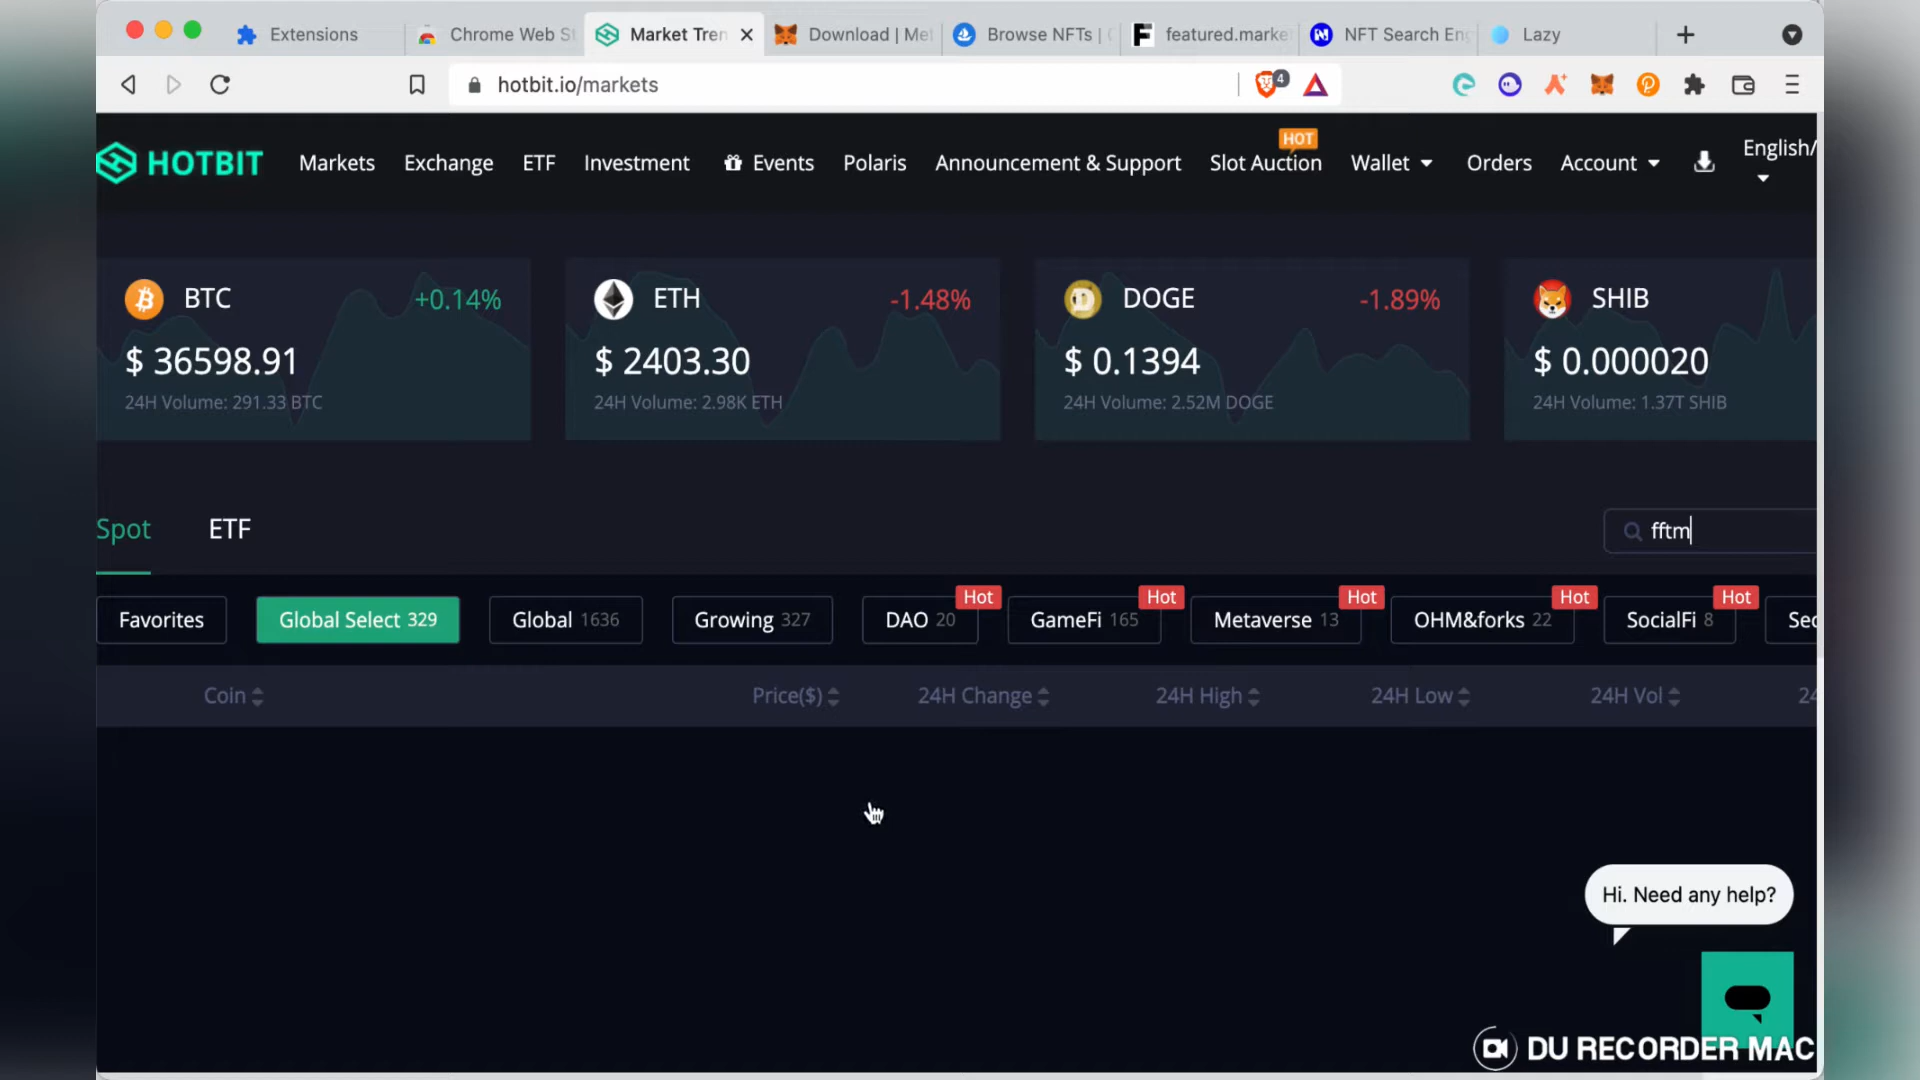 Extensions
Chrome Web St
Market Tren
Download | Met
Browse NFTs |
featured.marke
NFT Search Eng
Lazy
hotbit.io/markets
4
HOTBIT
Markets
Exchange
ETF
Investment
Events
Polaris
Announcement & Support
HOT
Slot Auction
Wallet
Orders
Account
English/
BTC
+0.14%
$ 36598.91
24H Volume: 291.33 BTC
ETH
-1.48%
$ 2403.30
24H Volume: 2.98K ETH
DOGE
-1.89%
$ 0.1394
24H Volume: 2.52M DOGE
SHIB
$ 0.000020
24H Volume: 1.37T SHIB
Spot
ETF
fftm
Favorites
Global Select 329
Global 1636
Growing 327
DAO 20
Hot
GameFi 165
Hot
Metaverse 13
Hot
OHM&forks 22
Hot
SocialFi 8
Hot
Sec
Coin
Price($)
24H Change
24H High
24H Low
24H Vol
24
Hi. Need any help?
DU RECORDER MAC